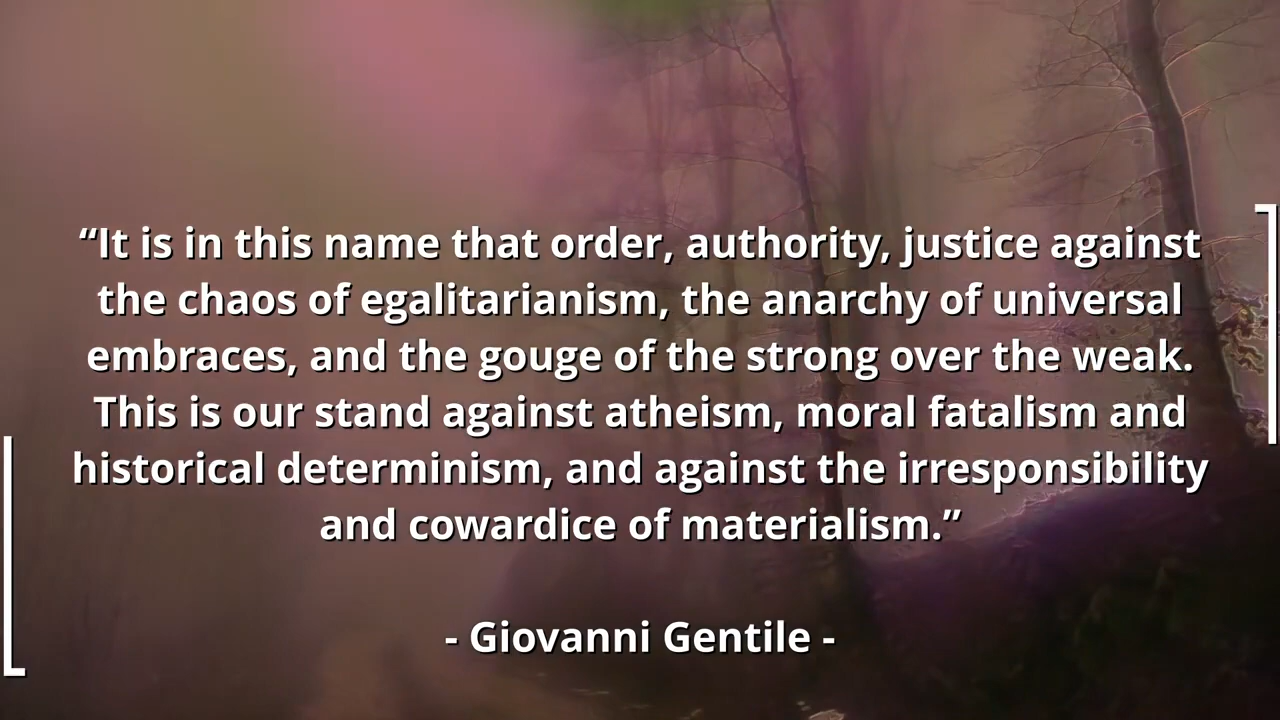 “It is in this name that order, authority, justice against
the chaos of egalitarianism, the anarchy of universal
embraces, and the gouge of the strong over the weak.
This is our stand against atheism, moral fatalism and
historical determinism, and against the irresponsibility
and cowardice of materialism.”
- Giovanni Gentile -